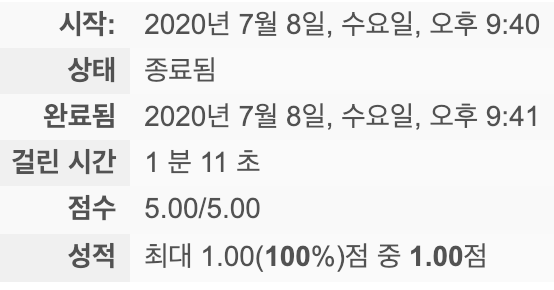 시작: 2020년 7월 8일, 수요일, 오후 9:40
상태 종료됨
완료됨 2020년 7월 8일, 수요일, 오후 9:41
걸린 시간 1 분 11 초
점수 5.00/5.00
성적 최대 1.00(100%)점 중 1.00점